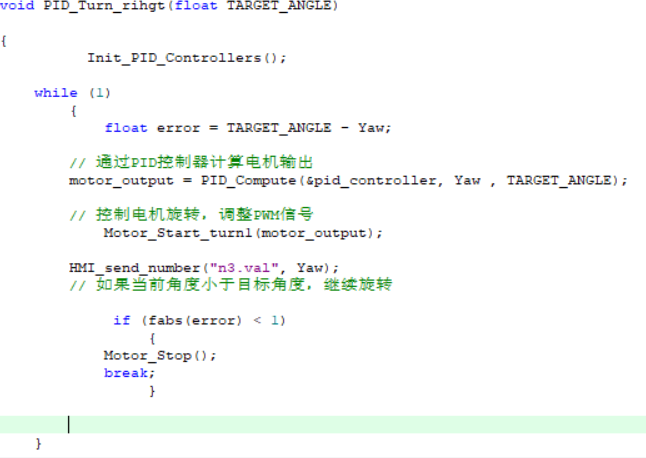 void PID_Turn_rihgt(float TARGET_ANGLE)
{
Init_PID_Controllers();
while (1)
{
float error = TARGET_ANGLE - Yaw;
// 通过PID控制器计算电机输出
motor_output = PID_Compute(&pid_controller, Yaw , TARGET_ANGLE);
// 控制电机旋转，调整PWM信号
Motor_Start_turn1(motor_output);
HMI_send_number("n3.val", Yaw);
// 如果当前角度小于目标角度，继续旋转
if (fabs(error) < 1)
{
Motor_Stop();
break;
}
}